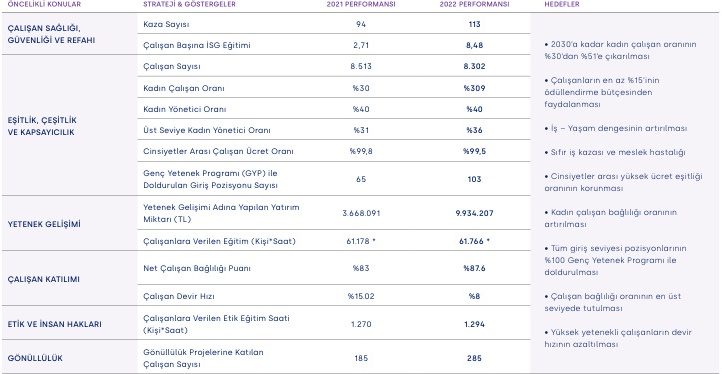 ÖNCELİKLİ KONULAR STRATEJİ & GÖSTERGELER 2021 PERFORMANSI 2022 PERFORMANSI HEDEFLER
ÇALIŞAN SAĞLIĞI,
GÜVENLİĞİ VE REFAHI
Kaza Sayısı 94 113
Çalışan Başına İSG Eğitimi 2,71 8,48
EŞİTLİK, ÇEŞİTLİK
VE KAPSAYICILIK
Çalışan Sayısı 8.513 8.302
Kadın Çalışan Oranı %30 %309
Kadın Yönetici Oranı %40 %40
Üst Seviye Kadın Yönetici Oranı %31 %36
Cinsiyetler Arası Çalışan Ücret Oranı %99,8 %99,5
Genç Yetenek Programı (GYP) ile
Doldurulan Giriş Pozisyonu Sayısı 65 103
YETENEK GELİŞİMİ
Yetenek Gelişimi Adına Yapılan Yatırım
Miktarı (TL) 3.668.091 9.934.207
Çalışanlara Verilen Eğitim (Kişi*Saat) 61.178 * 61.766 *
ÇALIŞAN KATILIMI
Net Çalışan Bağlılığı Puanı %83 %87.6
Çalışan Devir Hızı %15.02 %8
ETİK VE İNSAN HAKLARI
Çalışanlara Verilen Etik Eğitim Saati
(Kişi*Saat) 1.270 1.294
GÖNÜLLÜLÜK
Gönüllülük Projelerine Katılan
Çalışan Sayısı 185 285
• 2030'a kadar kadın çalışan oranının
%30'dan %51'e çıkarılması
• Çalışanların en az %15'inin
ödüllendirme bütçesinden
faydalanması
• İş – Yaşam dengesinin artırılması
• Sıfır iş kazası ve meslek hastalığı
• Cinsiyetler arası yüksek ücret eşitliği
oranının korunması
• Kadın çalışan bağlılığı oranının
artırılması
• Tüm giriş seviyesi pozisyonlarının
%100 Genç Yetenek Programı ile
doldurulması
• Çalışan bağlılığı oranının en üst
seviyede tutulması
• Yüksek yetenekli çalışanların devir
hızının azaltılması